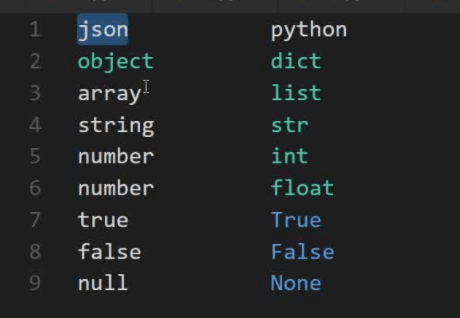 1 json python
2 object dict
3 array list
4 string str
5 number int
6 number float
7 true True
8 false False
9 null None